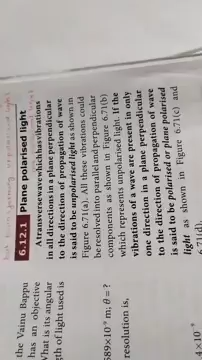 6.12.1 Plane polarised light
A transverse wave which has vibrations
in all directions in a plane perpendicular
to the direction of propagation of wave
is said to be unpolarised light as shown in
Figure 6.71(a). All these vibrations could
be resolved into parallel and perpendicular
components as shown in Figure 6.71(b)
which represents unpolarised light. If the
vibrations of a wave are present in only
one direction in a plane perpendicular
to the direction of propagation of wave
is said to be polarised or plane polarised
light as shown in Figure 6.71(c) and
6.71(d).
the Vainu Bappu
has an objective
What is its angular
of light used is
589×10⁻⁹ m; θ = ?
resolution is,